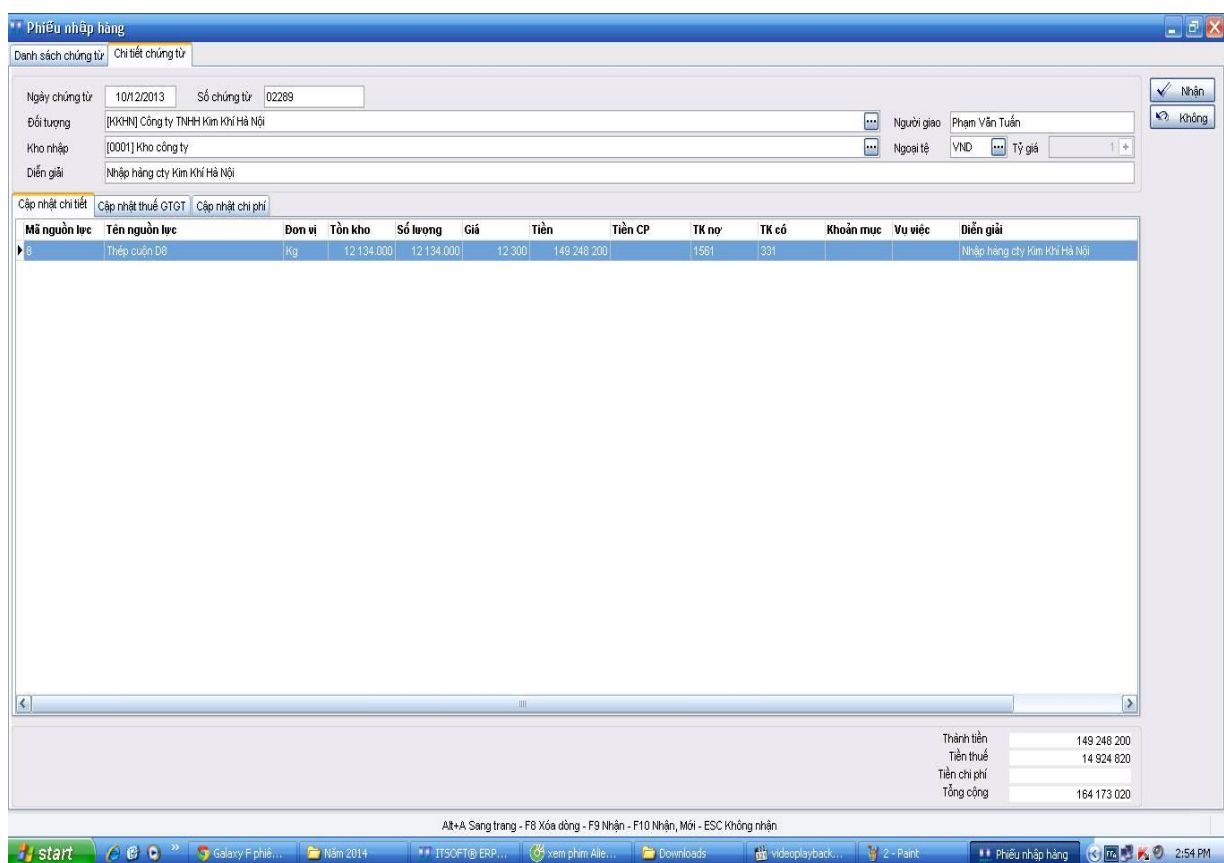 Phiếu nhập hàng
Danh sách chứng từ Chi tiết chứng từ
Ngày chứng từ 10/12/2013 Số chứng từ 02289
Đối tượng [KKHN] Công ty TNHH Kim Khí Hà Nội ... Người giao Phạm Văn Tuấn
Kho nhập [0001] Kho công ty ... Ngoại tệ VND ... Tỷ giá 1 +
Diễn giải Nhập hàng cty Kim Khí Hà Nội
Nhận
Không
Cập nhật chi tiết Cập nhật thuế GTGT Cập nhật chi phí
Mã nguồn lực Tên nguồn lực Đơn vị Tồn kho Số lượng Giá Tiền Tiền CP TK nợ TK có Khoản mục Vụ việc Diễn giải
8 Thép cuộn D8 Kg 12 134.000 12 134.000 12 300 149 248 200 1561 331 Nhập hàng cty Kim Khí Hà Nội
Thành tiền 149 248 200
Tiền thuế 14 924 820
Tiền chi phí
Tổng cộng 164 173 020
Alt+A Sang trang - F8 Xóa dòng - F9 Nhận - F10 Nhận, Mới - ESC Không nhận
start » Galaxy F phiê... Năm 2014 ITSOFT® ERP... xem phim Alie... Downloads videoplayback... 2 - Paint Phiếu nhập hàng 2:54 PM